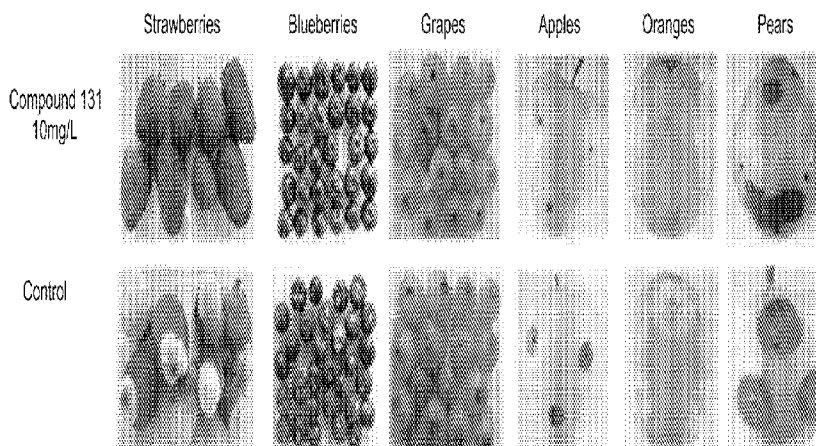 Strawberries Blueberries Grapes Apples Oranges Pears
Compound 131
10mg/L
Control